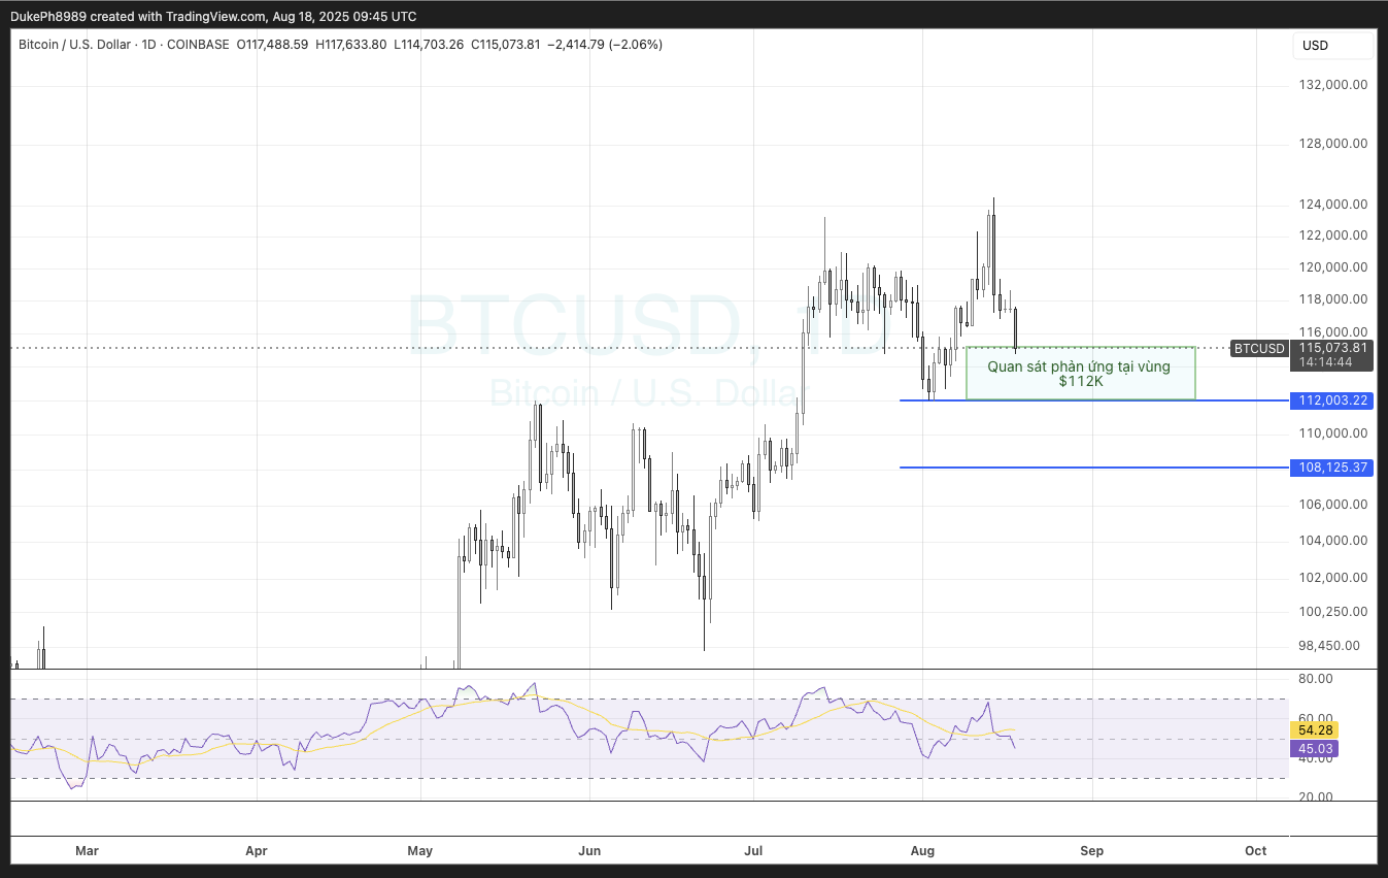 DukePh8989 created with TradingView.com, Aug 18, 2025 09:45 UTC
Bitcoin / U.S. Dollar · 1D · COINBASE O117,488.59 H117,633.80 L114,703.26 C115,073.81 −2,414.79 (−2.06%)
USD
132,000.00
128,000.00
124,000.00
122,000.00
120,000.00
118,000.00
116,000.00
BTCUSD, 1D
Bitcoin / U.S. Dollar
BTCUSD 115,073.81
14:14:44
Quan sát phản ứng tại vùng
$112K
112,003.22
110,000.00
108,125.37
106,000.00
104,000.00
102,000.00
100,250.00
98,450.00
80.00
60.00
54.28
45.03
40.00
20.00
Mar Apr May Jun Jul Aug Sep Oct